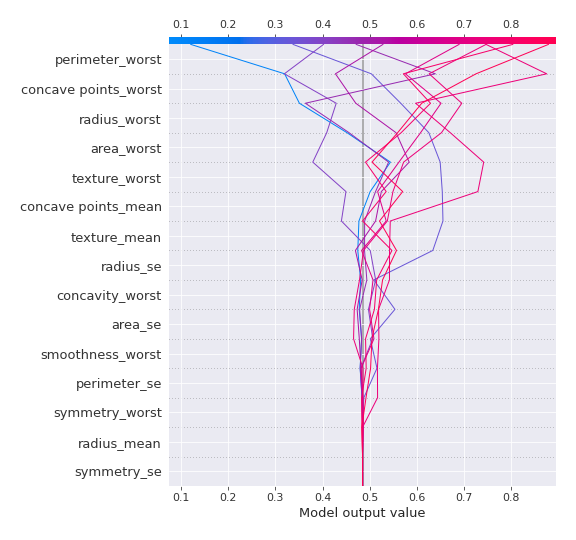 0.1 0.2 0.3 0.4 0.5 0.6 0.7 0.8
perimeter_worst
concave points_worst
radius_worst
area_worst
texture_worst
concave points_mean
texture_mean
radius_se
concavity_worst
area_se
smoothness_worst
perimeter_se
symmetry_worst
radius_mean
symmetry_se
0.1 0.2 0.3 0.4 0.5 0.6 0.7 0.8
Model output value